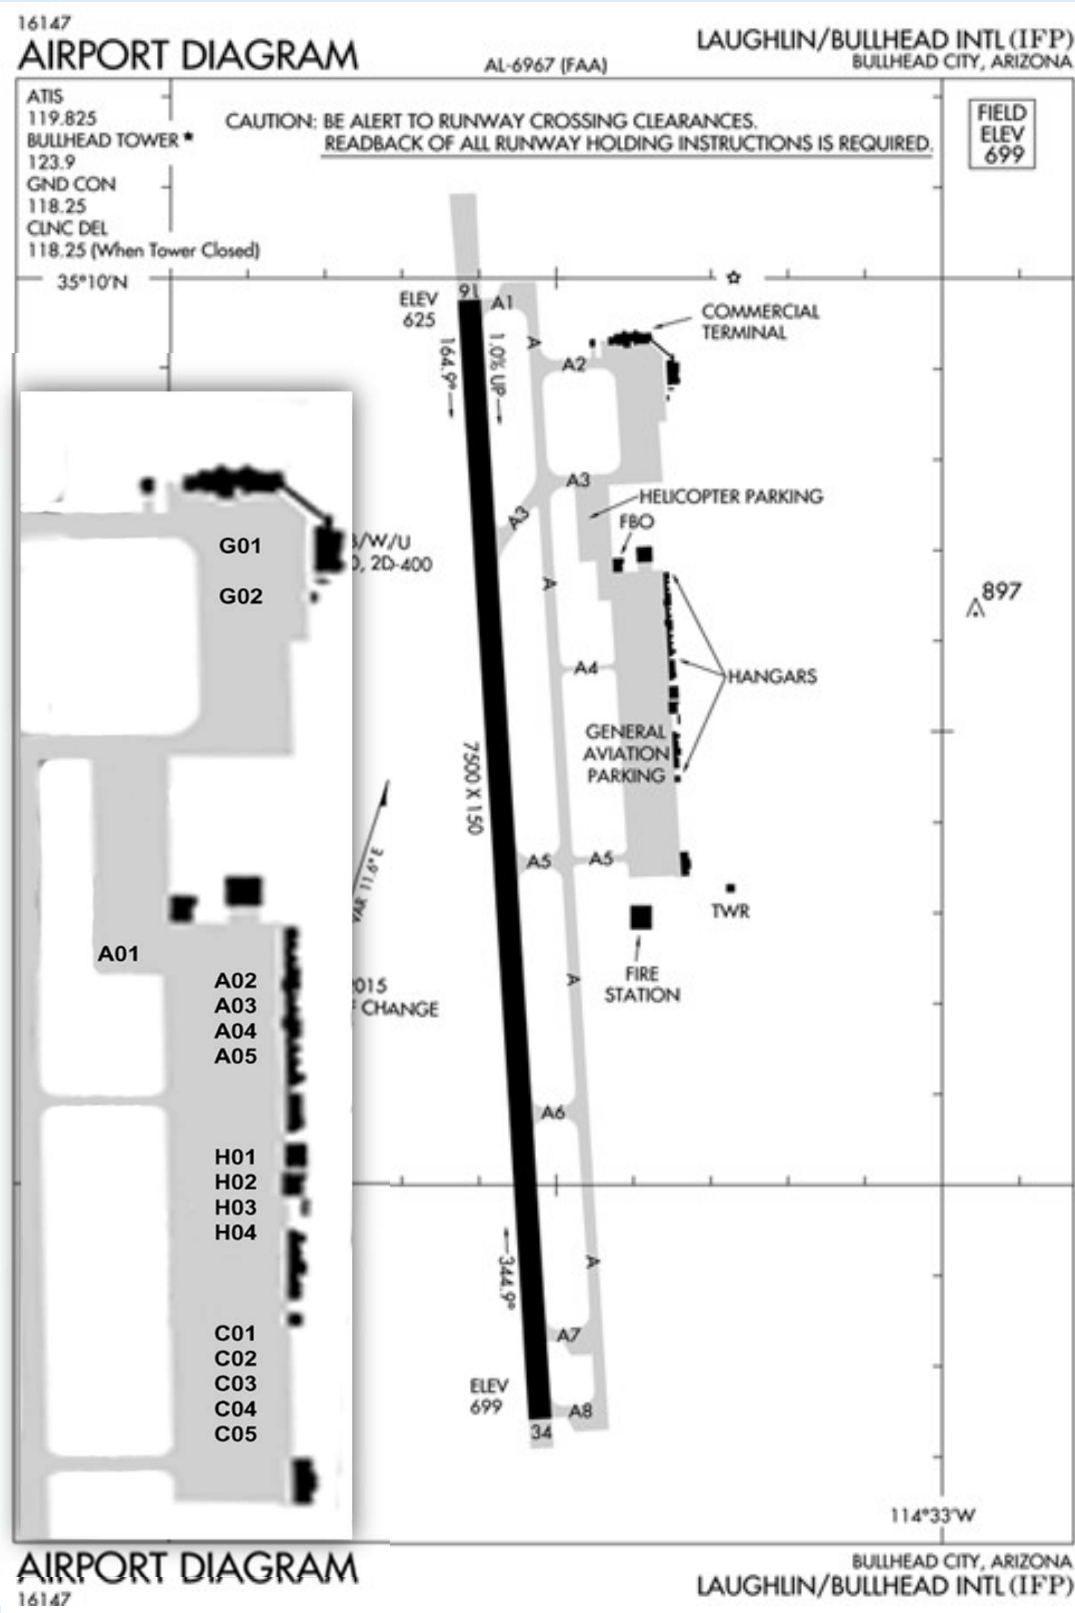 16147
AIRPORT DIAGRAM
AL-6967 (FAA)
LAUGHLIN/BULLHEAD INTL (IFP)
BULLHEAD CITY, ARIZONA
ATIS
119.825
BULLHEAD TOWER *
123.9
GND CON
118.25
CLNC DEL
118.25 (When Tower Closed)
CAUTION: BE ALERT TO RUNWAY CROSSING CLEARANCES.
READBACK OF ALL RUNWAY HOLDING INSTRUCTIONS IS REQUIRED.
FIELD
ELEV
699
35°10'N
ELEV
625
16
A1
164.9°
1.0% UP
A
A2
COMMERCIAL
TERMINAL
A3
A3
HELICOPTER PARKING
FBO
A
897
A4
HANGARS
GENERAL
AVIATION
PARKING
7500 X 150
A5
A5
TWR
FIRE
STATION
A
A6
A
344.9°
A7
ELEV
699
A8
34
114°33'W
/W/U
, 2D-400
VAR 11.6° E
2015
CHANGE
G01
G02
A01
A02
A03
A04
A05
H01
H02
H03
H04
C01
C02
C03
C04
C05
AIRPORT DIAGRAM
16147
BULLHEAD CITY, ARIZONA
LAUGHLIN/BULLHEAD INTL (IFP)